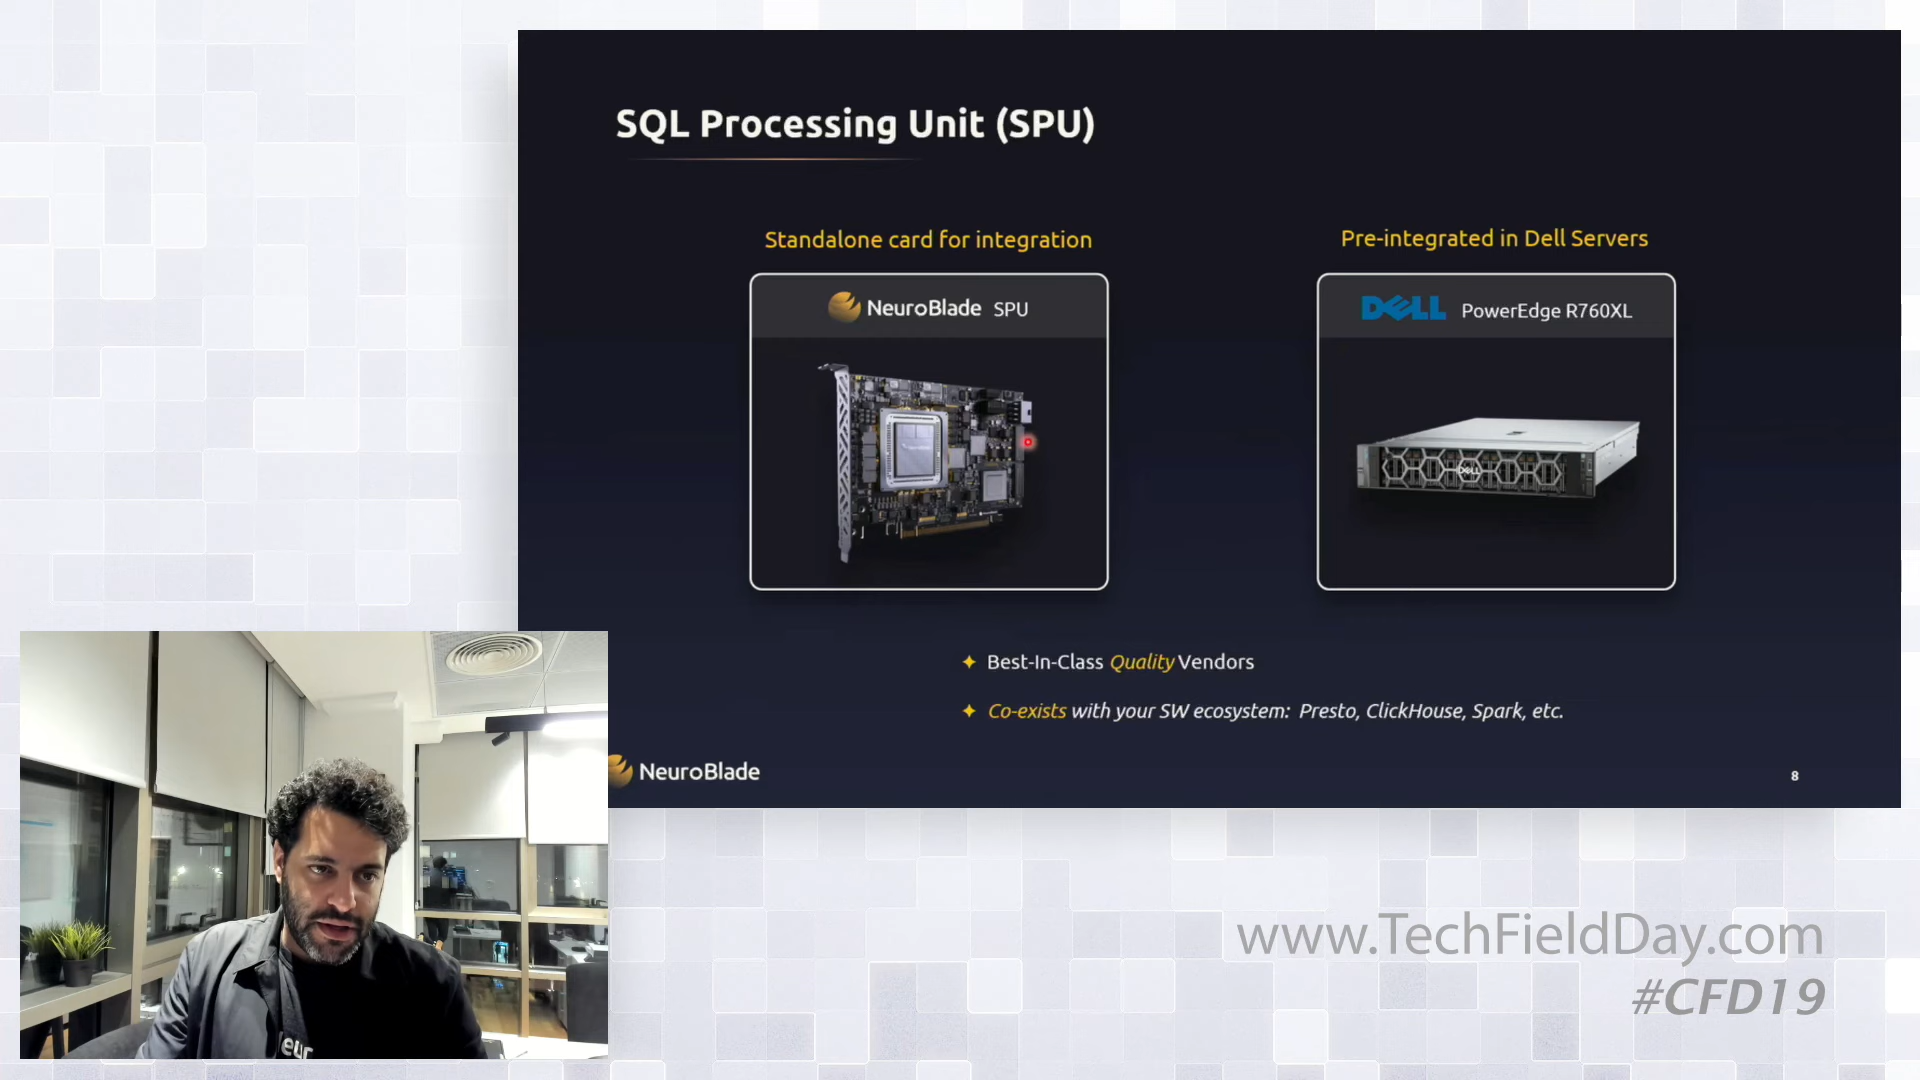 SQL Processing Unit (SPU)
Standalone card for integration
Pre-integrated in Dell Servers
NeuroBlade SPU
DELL PowerEdge R760XL
DELL
✦ Best-In-Class Quality Vendors
✦ Co-exists with your SW ecosystem: Presto, ClickHouse, Spark, etc.
NeuroBlade
8
eur
www.TechFieldDay.com
#CFD19